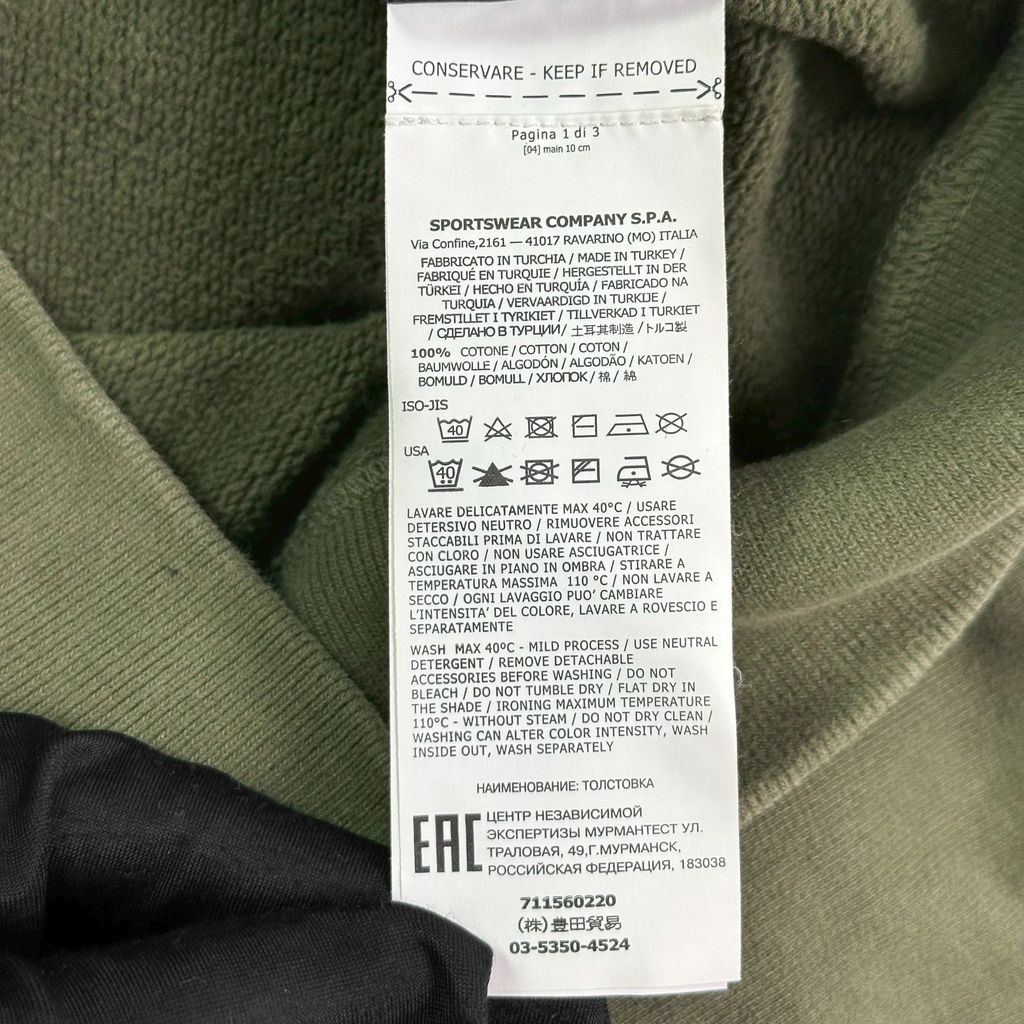 CONSERVARE - KEEP IF REMOVED
Pagina 1 di 3
[04] main 10 cm
SPORTSWEAR COMPANY S.P.A.
Via Confine,2161 — 41017 RAVARINO (MO) ITALIA
FABBRICATO IN TURCHIA / MADE IN TURKEY /
FABRIQUÉ EN TURQUIE / HERGESTELLT IN DER
TÜRKEI / HECHO EN TURQUÍA / FABRICADO NA
TURQUIA / VERVAARDIGD IN TURKIJE /
FREMSTILLET I TYRKIET / TILLVERKAD I TURKIET
/ СДЕЛАНО В ТУРЦИИ/ 土耳其制造 /トルコ製
100% COTONE / COTTON / COTON /
BAUMWOLLE / ALGODÓN / ALGODÃO / KATOEN /
BOMULD / BOMULL / ХЛОПОК / 棉 / 綿
ISO-JIS
40
USA
40
LAVARE DELICATAMENTE MAX 40°C / USARE
DETERSIVO NEUTRO / RIMUOVERE ACCESSORI
STACCABILI PRIMA DI LAVARE / NON TRATTARE
CON CLORO / NON USARE ASCIUGATRICE /
ASCIUGARE IN PIANO IN OMBRA / STIRARE A
TEMPERATURA MASSIMA 110 °C / NON LAVARE A
SECCO / OGNI LAVAGGIO PUO' CAMBIARE
L'INTENSITA' DEL COLORE, LAVARE A ROVESCIO E
SEPARATAMENTE
WASH MAX 40°C - MILD PROCESS / USE NEUTRAL
DETERGENT / REMOVE DETACHABLE
ACCESSORIES BEFORE WASHING / DO NOT
BLEACH / DO NOT TUMBLE DRY / FLAT DRY IN
THE SHADE / IRONING MAXIMUM TEMPERATURE
110°C - WITHOUT STEAM / DO NOT DRY CLEAN /
WASHING CAN ALTER COLOR INTENSITY, WASH
INSIDE OUT, WASH SEPARATELY
НАИМЕНОВАНИЕ: ТОЛСТОВКА
EAC
ЦЕНТР НЕЗАВИСИМОЙ
ЭКСПЕРТИЗЫ МУРМАНТЕСТ УЛ.
ТРАЛОВАЯ, 49,Г.МУРМАНСК,
РОССИЙСКАЯ ФЕДЕРАЦИЯ, 183038
711560220
(株)豊田貿易
03-5350-4524